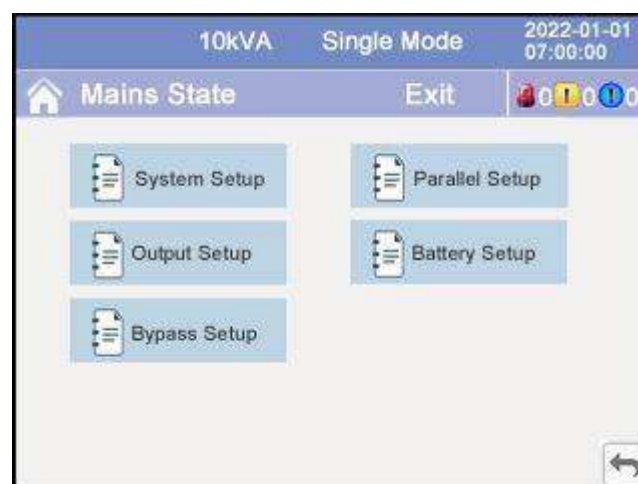 10kVA Single Mode 2022-01-01
07:00:00
Mains State Exit 0 0 0
System Setup Parallel Setup
Output Setup Battery Setup
Bypass Setup